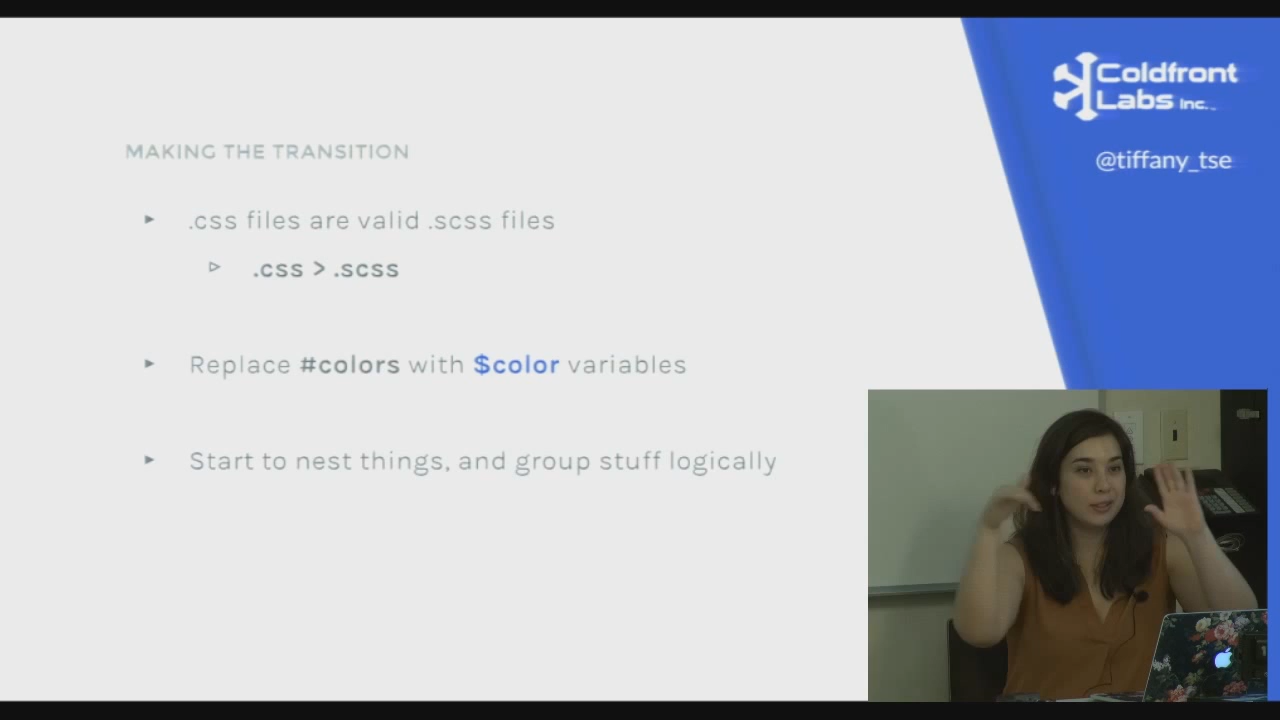 MAKING THE TRANSITION
.css files are valid .scss files
.css > .scss
Replace #colors with $color variables
Start to nest things, and group stuff logically
Coldfront
Labs Inc.
@tiffany_tse